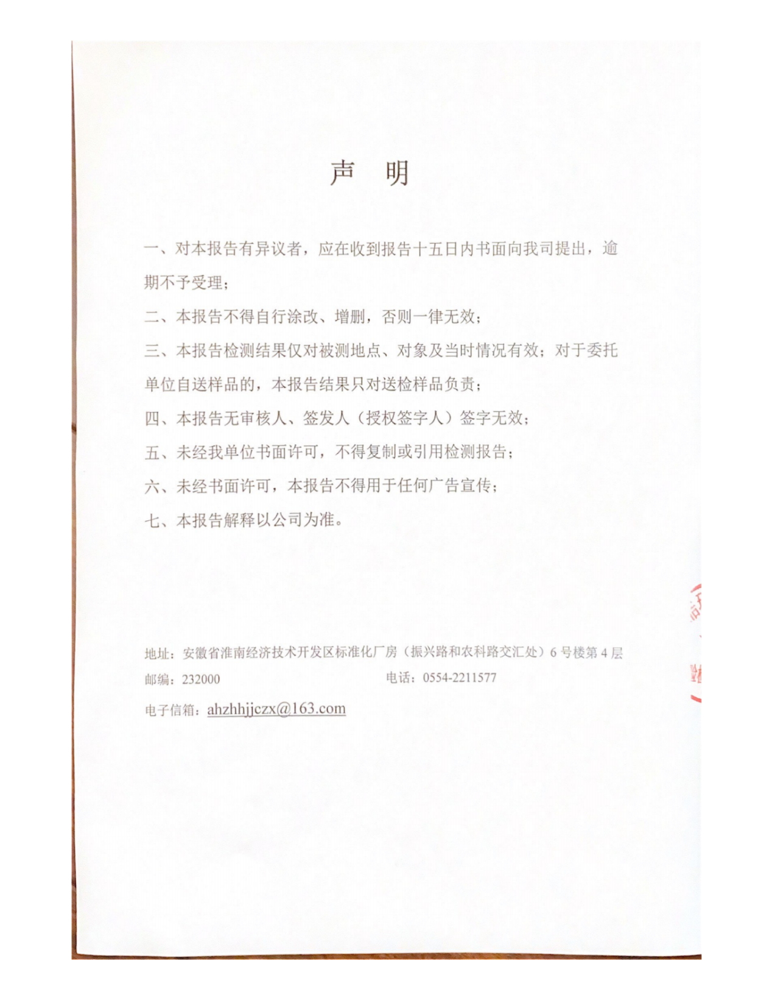 声 明
一、对本报告有异议者，应在收到报告十五日内书面向我司提出，逾
期不予受理；
二、本报告不得自行涂改、增删，否则一律无效；
三、本报告检测结果仅对被测地点、对象及当时情况有效；对于委托
单位自送样品的，本报告结果只对送检样品负责；
四、本报告无审核人、签发人（授权签字人）签字无效；
五、未经我单位书面许可，不得复制或引用检测报告；
六、未经书面许可，本报告不得用于任何广告宣传；
七、本报告解释以公司为准。
地址：安徽省淮南经济技术开发区标准化厂房（振兴路和农科路交汇处）6 号楼第 4 层
邮编：232000 电话：0554-2211577
电子信箱：ahzhhjjczx@163.com